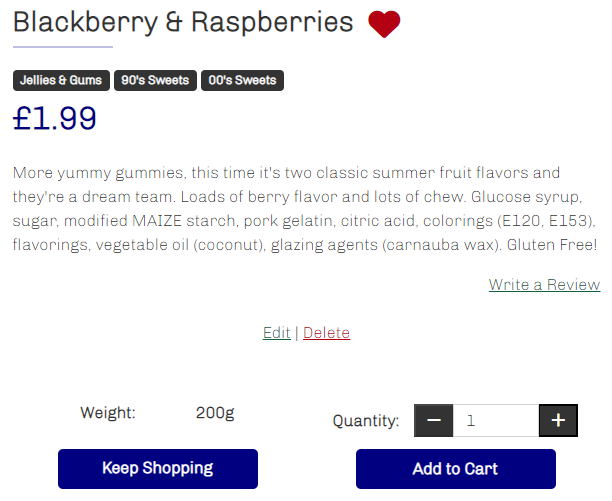 Blackberry & Raspberries
Jellies & Gums 90's Sweets 00's Sweets
£1.99
More yummy gummies, this time it's two classic summer fruit flavors and
they're a dream team. Loads of berry flavor and lots of chew. Glucose syrup,
sugar, modified MAIZE starch, pork gelatin, citric acid, colorings (E120, E153),
flavorings, vegetable oil (coconut), glazing agents (carnauba wax). Gluten Free!
Write a Review
Edit | Delete
Weight: 200g Quantity: − 1 +
Keep Shopping Add to Cart